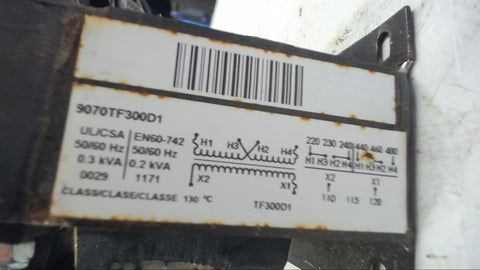 9070TF300D1
UL/CSA EN60-742
50/60 Hz 50/60 Hz
0.3 kVA 0.2 kVA
0029 1171
CLASS/CLASE/CLASSE 130 °C
H1 H3 H2 H4
X2 X1
TF300D1
220 230 240 440 460 480
H1 H3 H2 H4 H1 H3 H2 H4
X2 X1
110 115 120